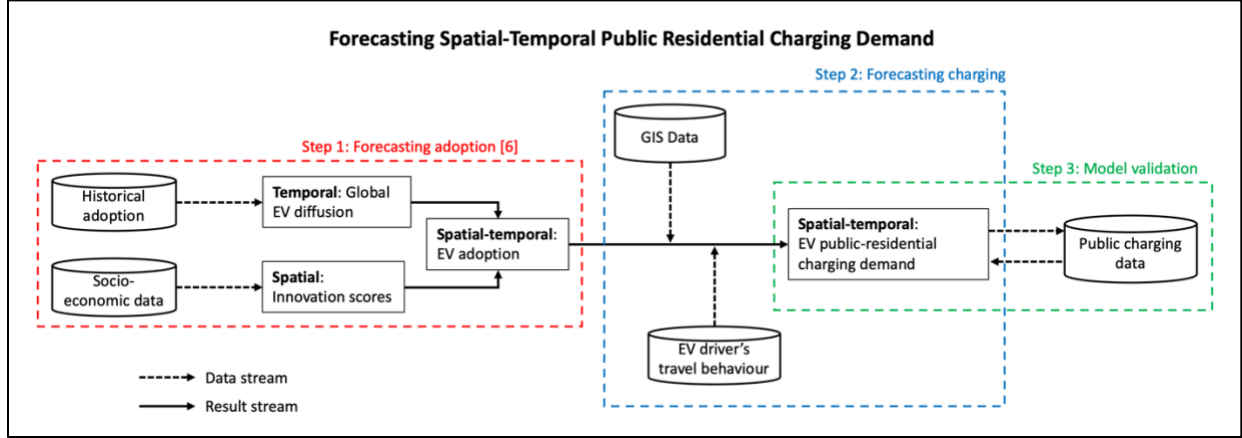 Forecasting Spatial-Temporal Public Residential Charging Demand
Step 2: Forecasting charging
GIS Data
Step 1: Forecasting adoption [6]
Step 3: Model validation
Historical
adoption
Temporal: Global
EV diffusion
Spatial-temporal:
EV adoption
Spatial-temporal:
EV public-residential
charging demand
Public charging
data
Socio-
economic data
Spatial:
Innovation scores
EV driver's
travel behaviour
Data stream
Result stream